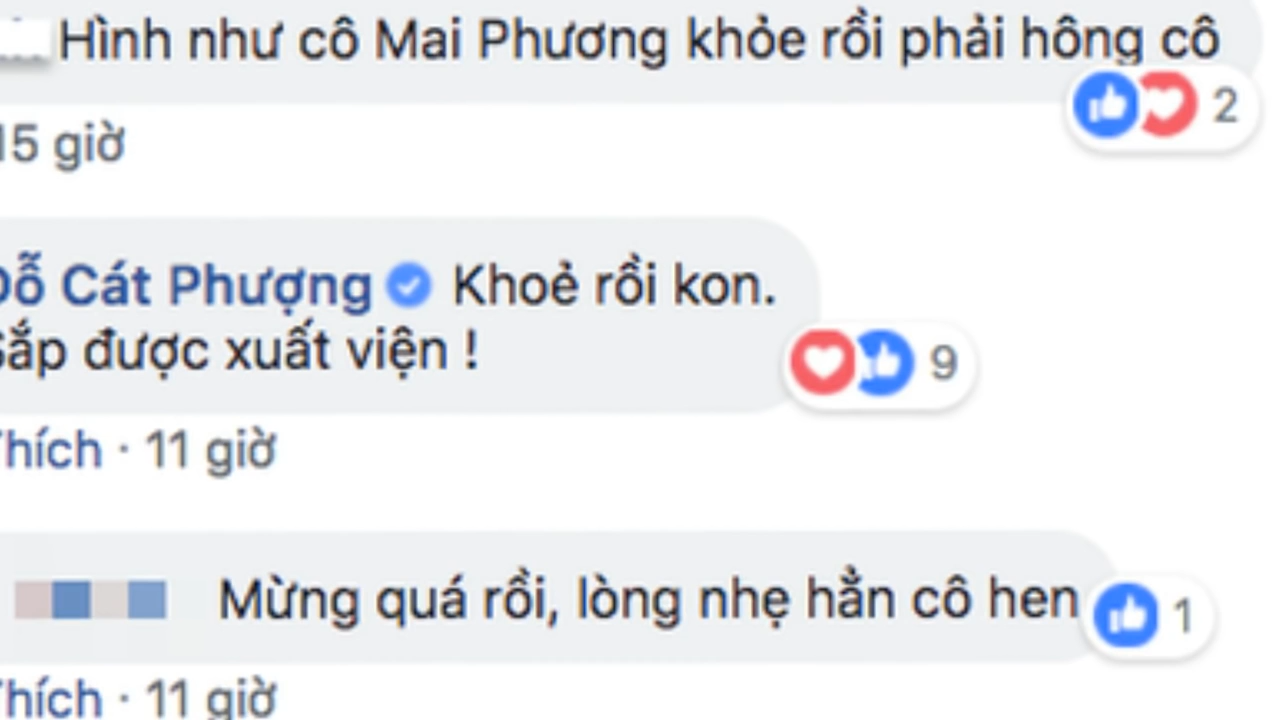 Hình như cô Mai Phương khỏe rồi phải hông cô
2
15 giờ
Đỗ Cát Phượng Khoẻ rồi kon.
Sắp được xuất viện !
9
Thích · 11 giờ
Mừng quá rồi, lòng nhẹ hẳn cô hen
1
Thích · 11 giờ